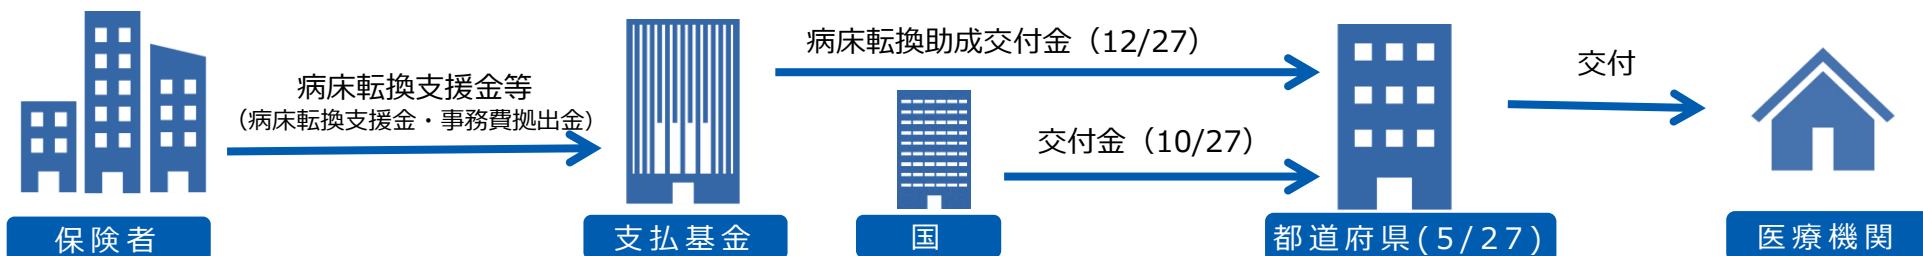 病床転換支援金等
（病床転換支援金・事務費拠出金）
病床転換助成交付金（12/27）
交付金（10/27）
交付
保険者
支払基金
国
都道府県(5/27)
医療機関